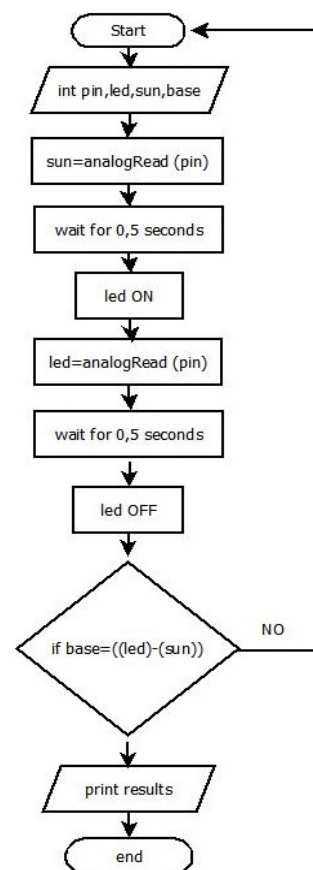 Start
int pin,led,sun,base
sun=analogRead (pin)
wait for 0,5 seconds
led ON
led=analogRead (pin)
wait for 0,5 seconds
led OFF
if base=((led)-(sun))
NO
print results
end